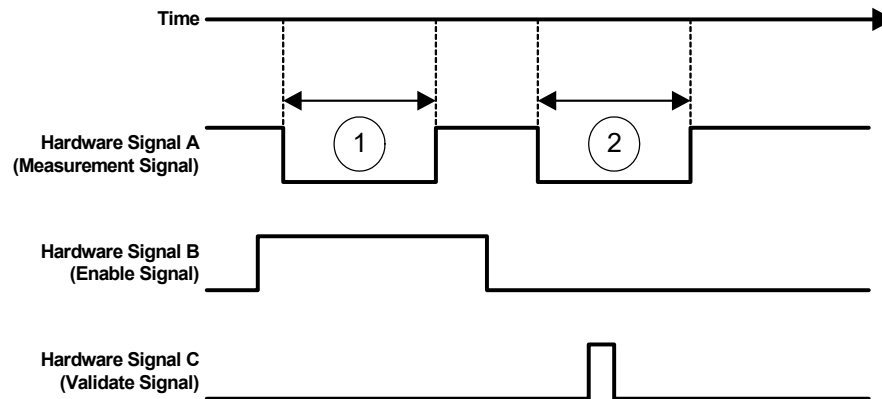 Time
1
2
Hardware Signal A
(Measurement Signal)
Hardware Signal B
(Enable Signal)
Hardware Signal C
(Validate Signal)